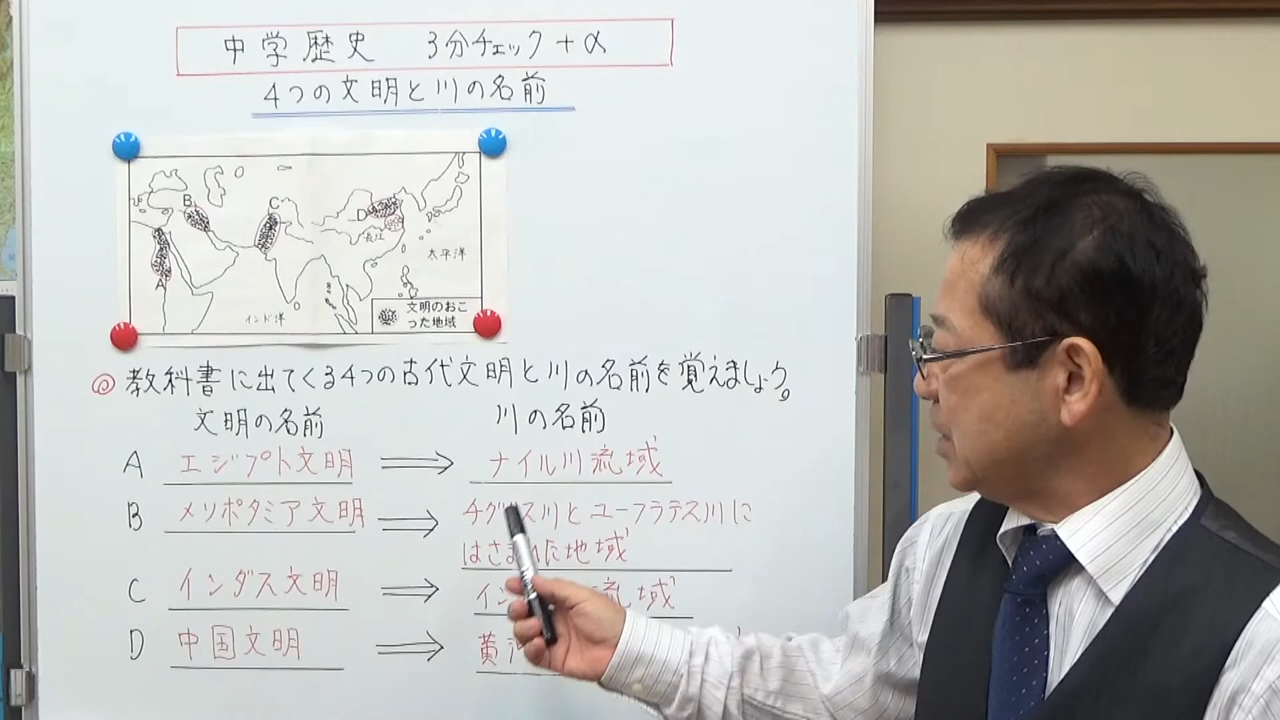 中学歴史 3分チェック+α
4つの文明と川の名前
B
C
D
長江
太平洋
A
インド洋
文明のおこ
った地域
◎ 教科書に出てくる4つの古代文明と川の名前を覚えましょう。
文明の名前 川の名前
A エジプト文明 ⇒ ナイル川流域
B メソポタミア文明 ⇒ チグス川とユーフラテス川に
はさた地域
C インダス文明 ⇒ イン流域
D 中国文明 ⇒ 黄